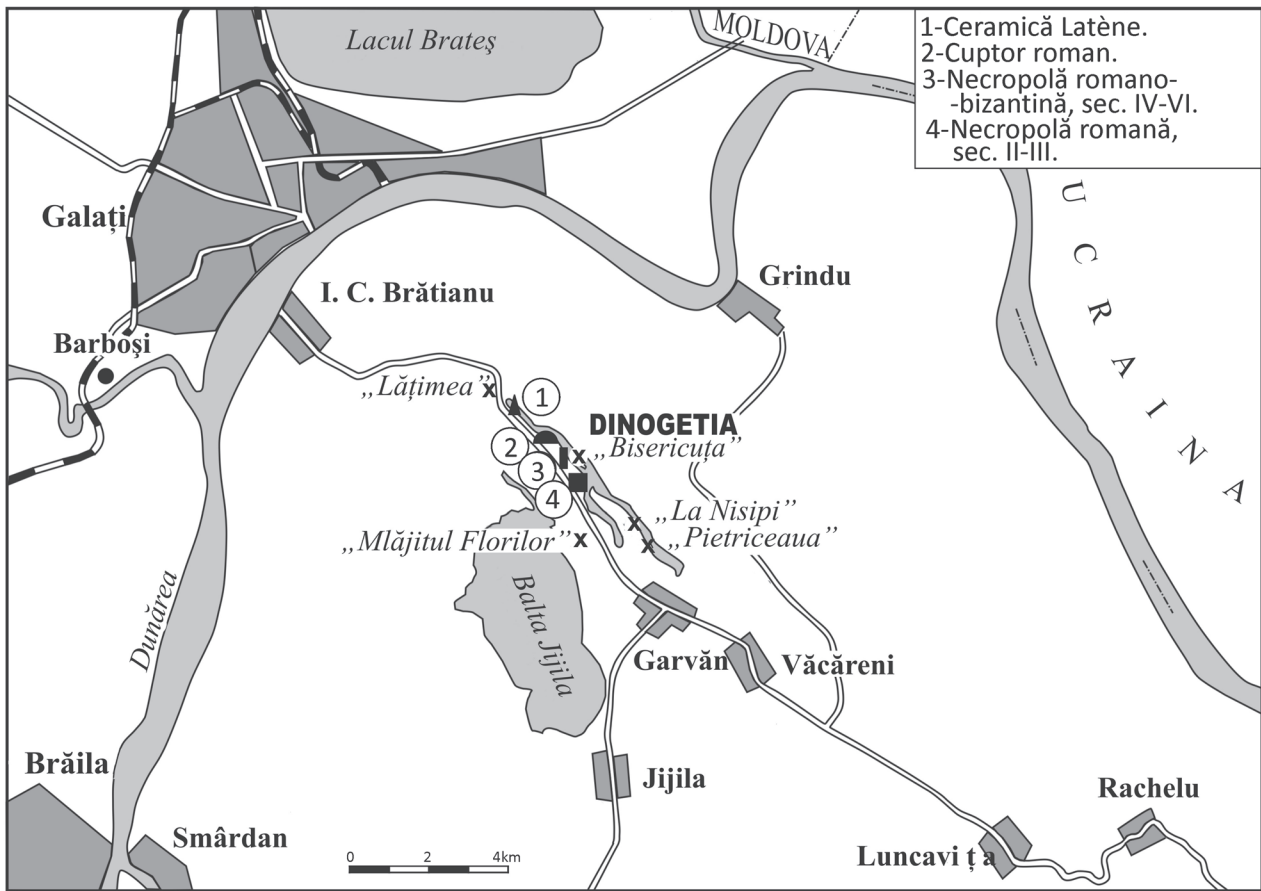 Lacul Brateş
MOLDOVA
1-Ceramică Latène.
2-Cuptor roman.
3-Necropolă romano-
-bizantină, sec. IV-VI.
4-Necropolă romană,
sec. II-III.
UCRAINA
Galați
I. C. Brătianu
Grindu
Barboşi
„Lățimea”
1
DINOGETIA
2
„Bisericuța”
3
4
„La Nisipi”
„Mlăjitul Florilor”
„Pietriceaua”
Dunărea
Balta Jijila
Garvăn
Văcăreni
Brăila
Jijila
Rachelu
Smârdan
Luncavi ț a
0 2 4km